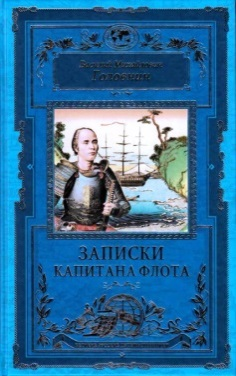 Василий Михайлович
Головнин
ЗАПИСКИ
КАПИТАНА ФЛОТА